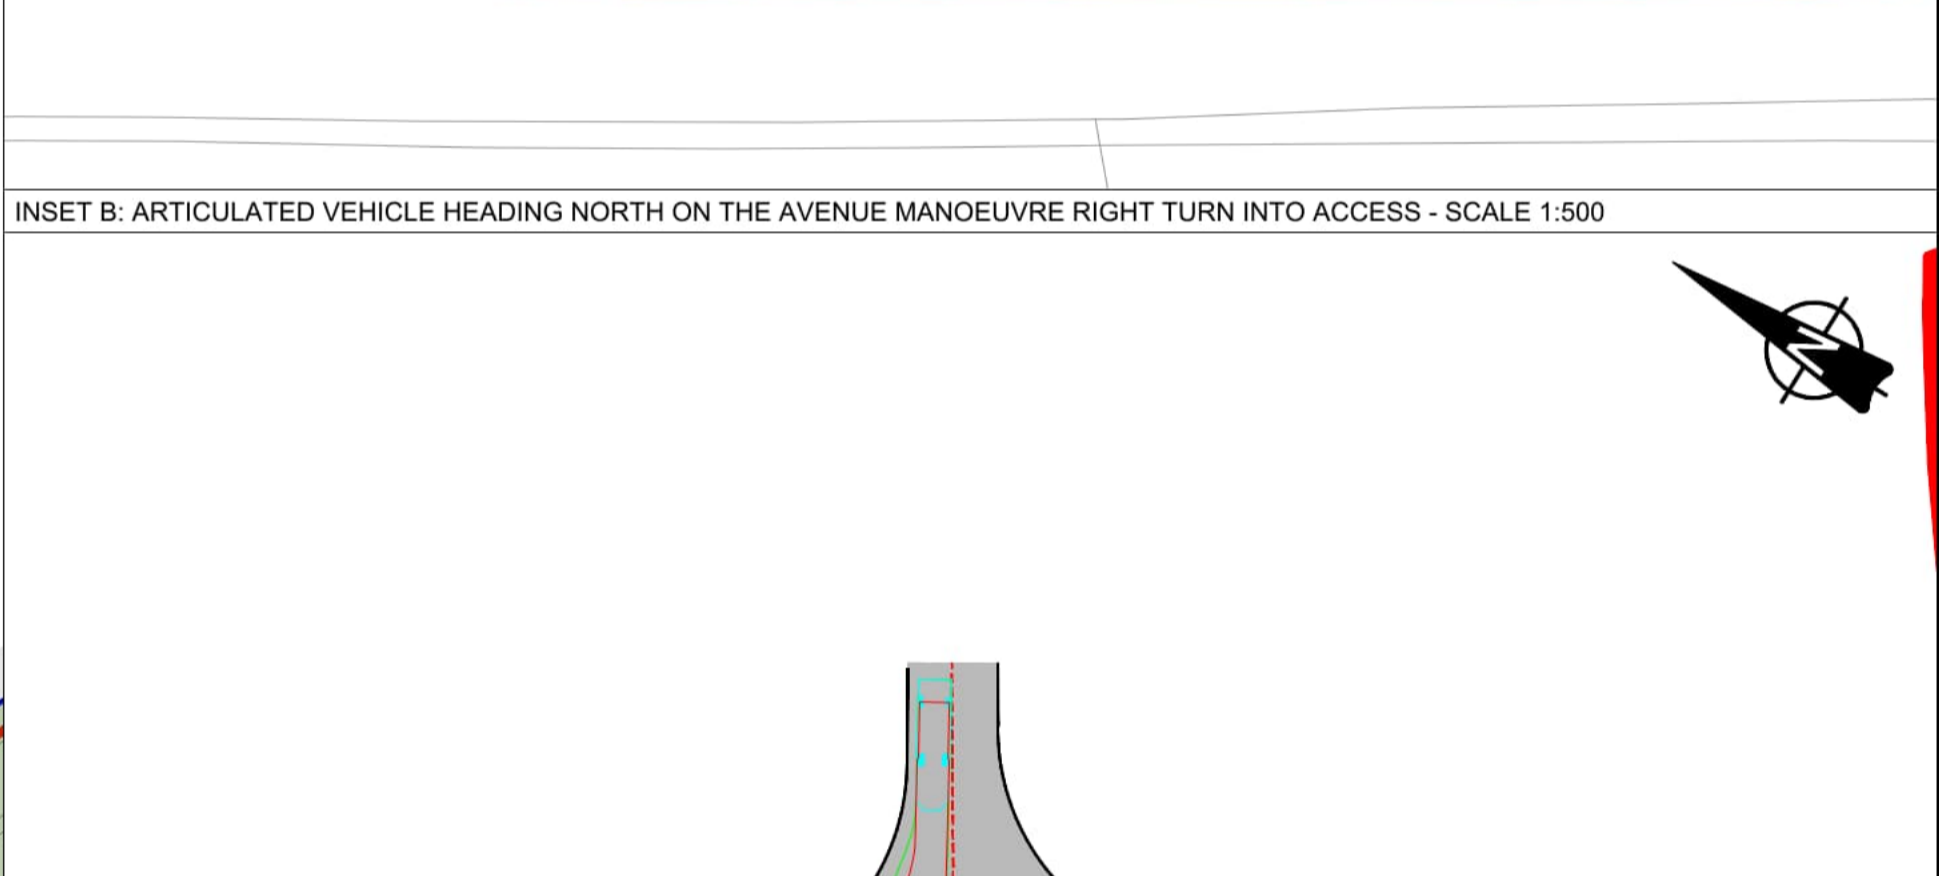 INSET B: ARTICULATED VEHICLE HEADING NORTH ON THE AVENUE MANOEUVRE RIGHT TURN INTO ACCESS - SCALE 1:500
N